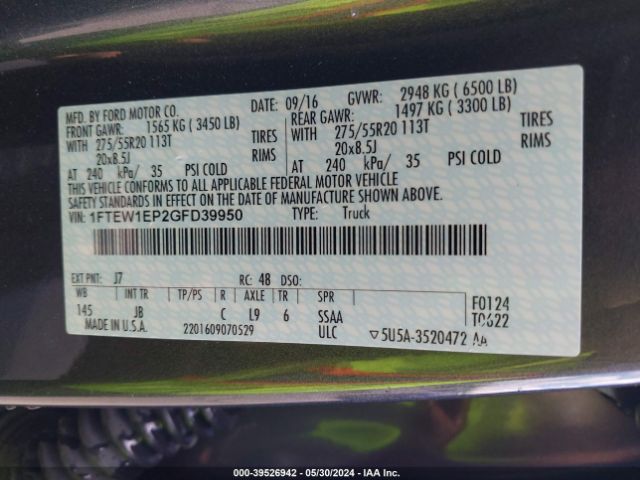 MFD. BY FORD MOTOR CO.
DATE: 09/16 GVWR: 2948 KG ( 6500 LB)
FRONT GAWR: 1565 KG ( 3450 LB) REAR GAWR: 1497 KG ( 3300 LB)
WITH 275/55R20 113T TIRES WITH 275/55R20 113T TIRES
20x8.5J RIMS 20x8.5J RIMS
AT 240 kPa/ 35 PSI COLD AT 240 kPa/ 35 PSI COLD
THIS VEHICLE CONFORMS TO ALL APPLICABLE FEDERAL MOTOR VEHICLE
SAFETY STANDARDS IN EFFECT ON THE DATE OF MANUFACTURE SHOWN ABOVE.
VIN: 1FTEW1EP2GFD39950 TYPE: Truck
EXT PNT: J7 RC: 48 DSO:
WB INT TR TP/PS R AXLE TR SPR F0124
145 JB C L9 6 SSAA T0622
MADE IN U.S.A. 2201609070529 ULC ▽5U5A-3520472 AA
000-39526942 - 05/30/2024 - IAA Inc.